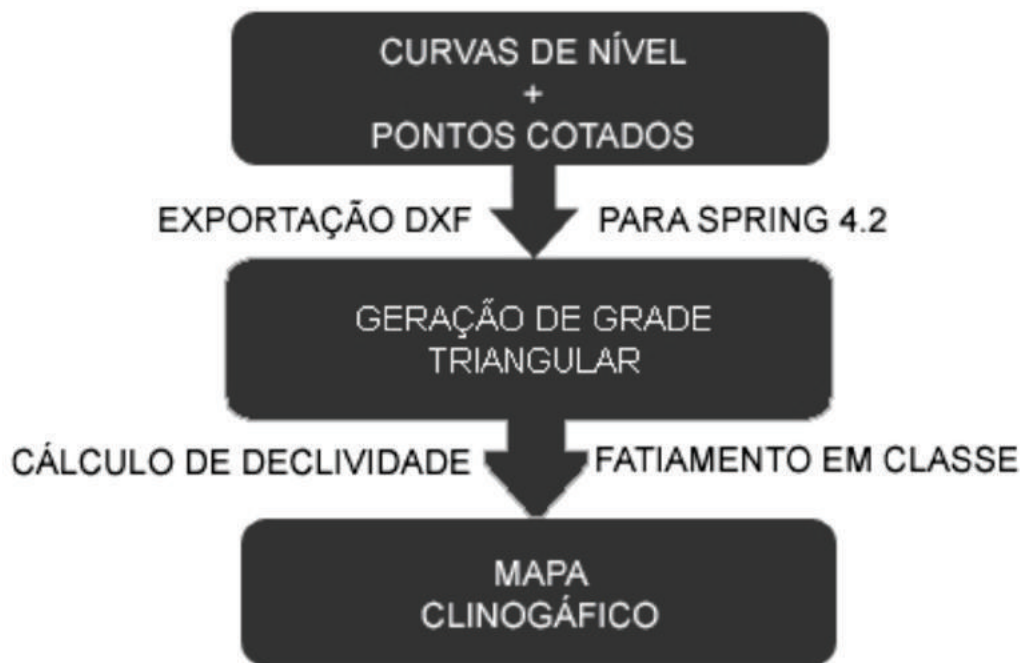 CURVAS DE NÍVEL
+
PONTOS COTADOS
EXPORTAÇÃO DXF PARA SPRING 4.2
GERAÇÃO DE GRADE
TRIANGULAR
CÁLCULO DE DECLIVIDADE FATIAMENTO EM CLASSE
MAPA
CLINOGÁFICO